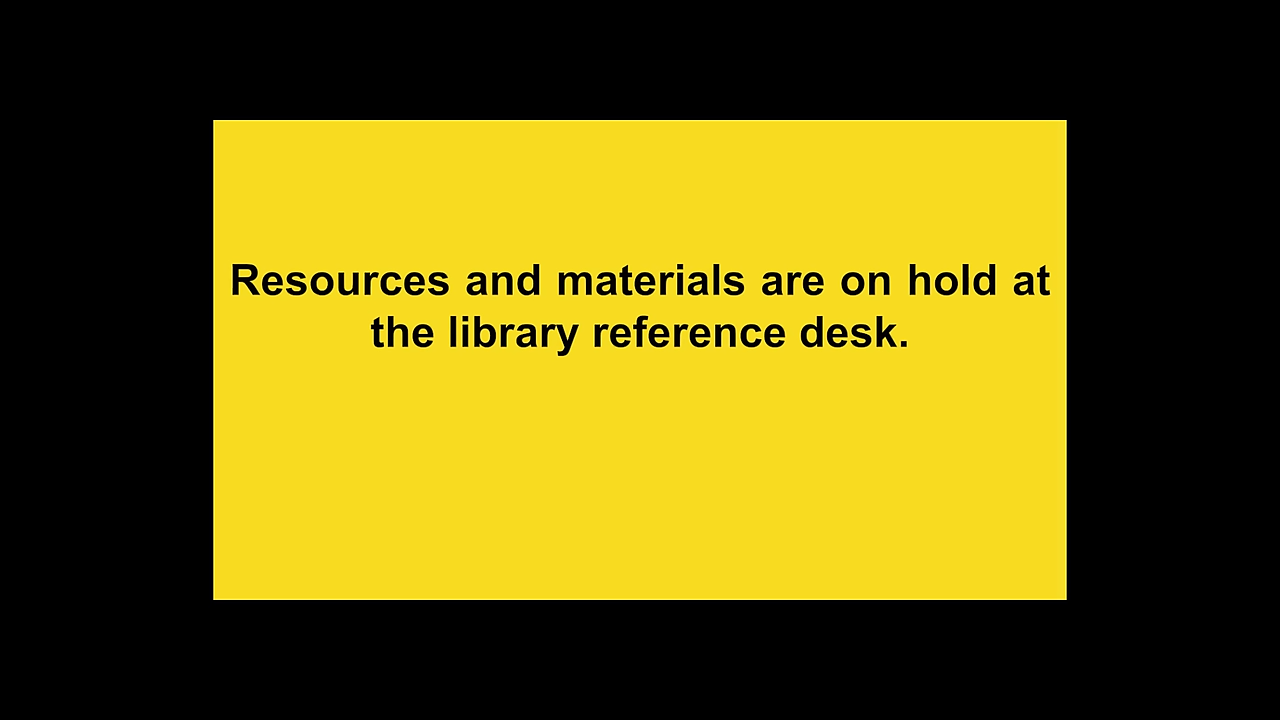 Resources and materials are on hold at
the library reference desk.